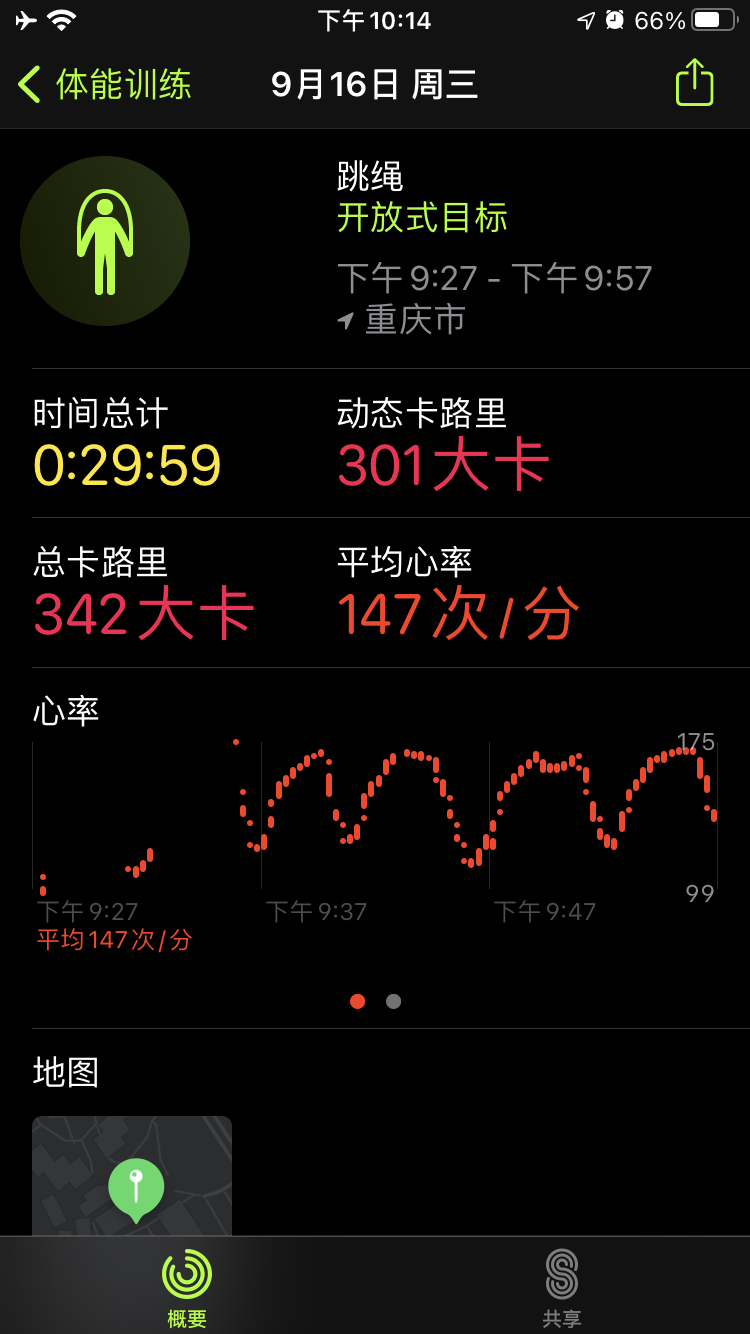 下午10:14
66%
体能训练
9月16日 周三
跳绳
开放式目标
下午9:27 - 下午9:57
重庆市
时间总计
动态卡路里
0:29:59
301大卡
总卡路里
平均心率
342大卡
147次/分
心率
175
99
下午9:27
下午9:37
下午9:47
平均147次/分
地图
概要
共享